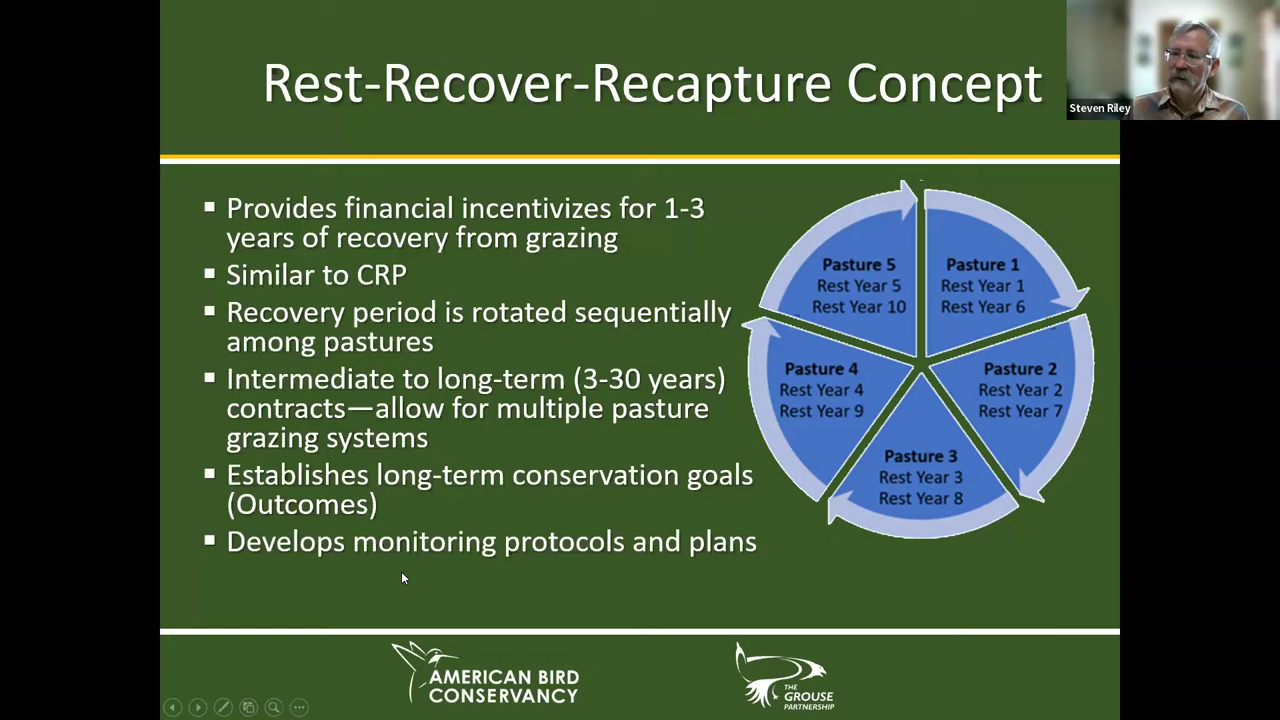 Rest-Recover-Recapture Concept
Steven Riley
▪ Provides financial incentivizes for 1-3
years of recovery from grazing
▪ Similar to CRP
▪ Recovery period is rotated sequentially
among pastures
▪ Intermediate to long-term (3-30 years)
contracts—allow for multiple pasture
grazing systems
▪ Establishes long-term conservation goals
(Outcomes)
▪ Develops monitoring protocols and plans
Pasture 1
Rest Year 1
Rest Year 6
Pasture 2
Rest Year 2
Rest Year 7
Pasture 3
Rest Year 3
Rest Year 8
Pasture 4
Rest Year 4
Rest Year 9
Pasture 5
Rest Year 5
Rest Year 10
AMERICAN BIRD
CONSERVANCY
THE
GROUSE
PARTNERSHIP